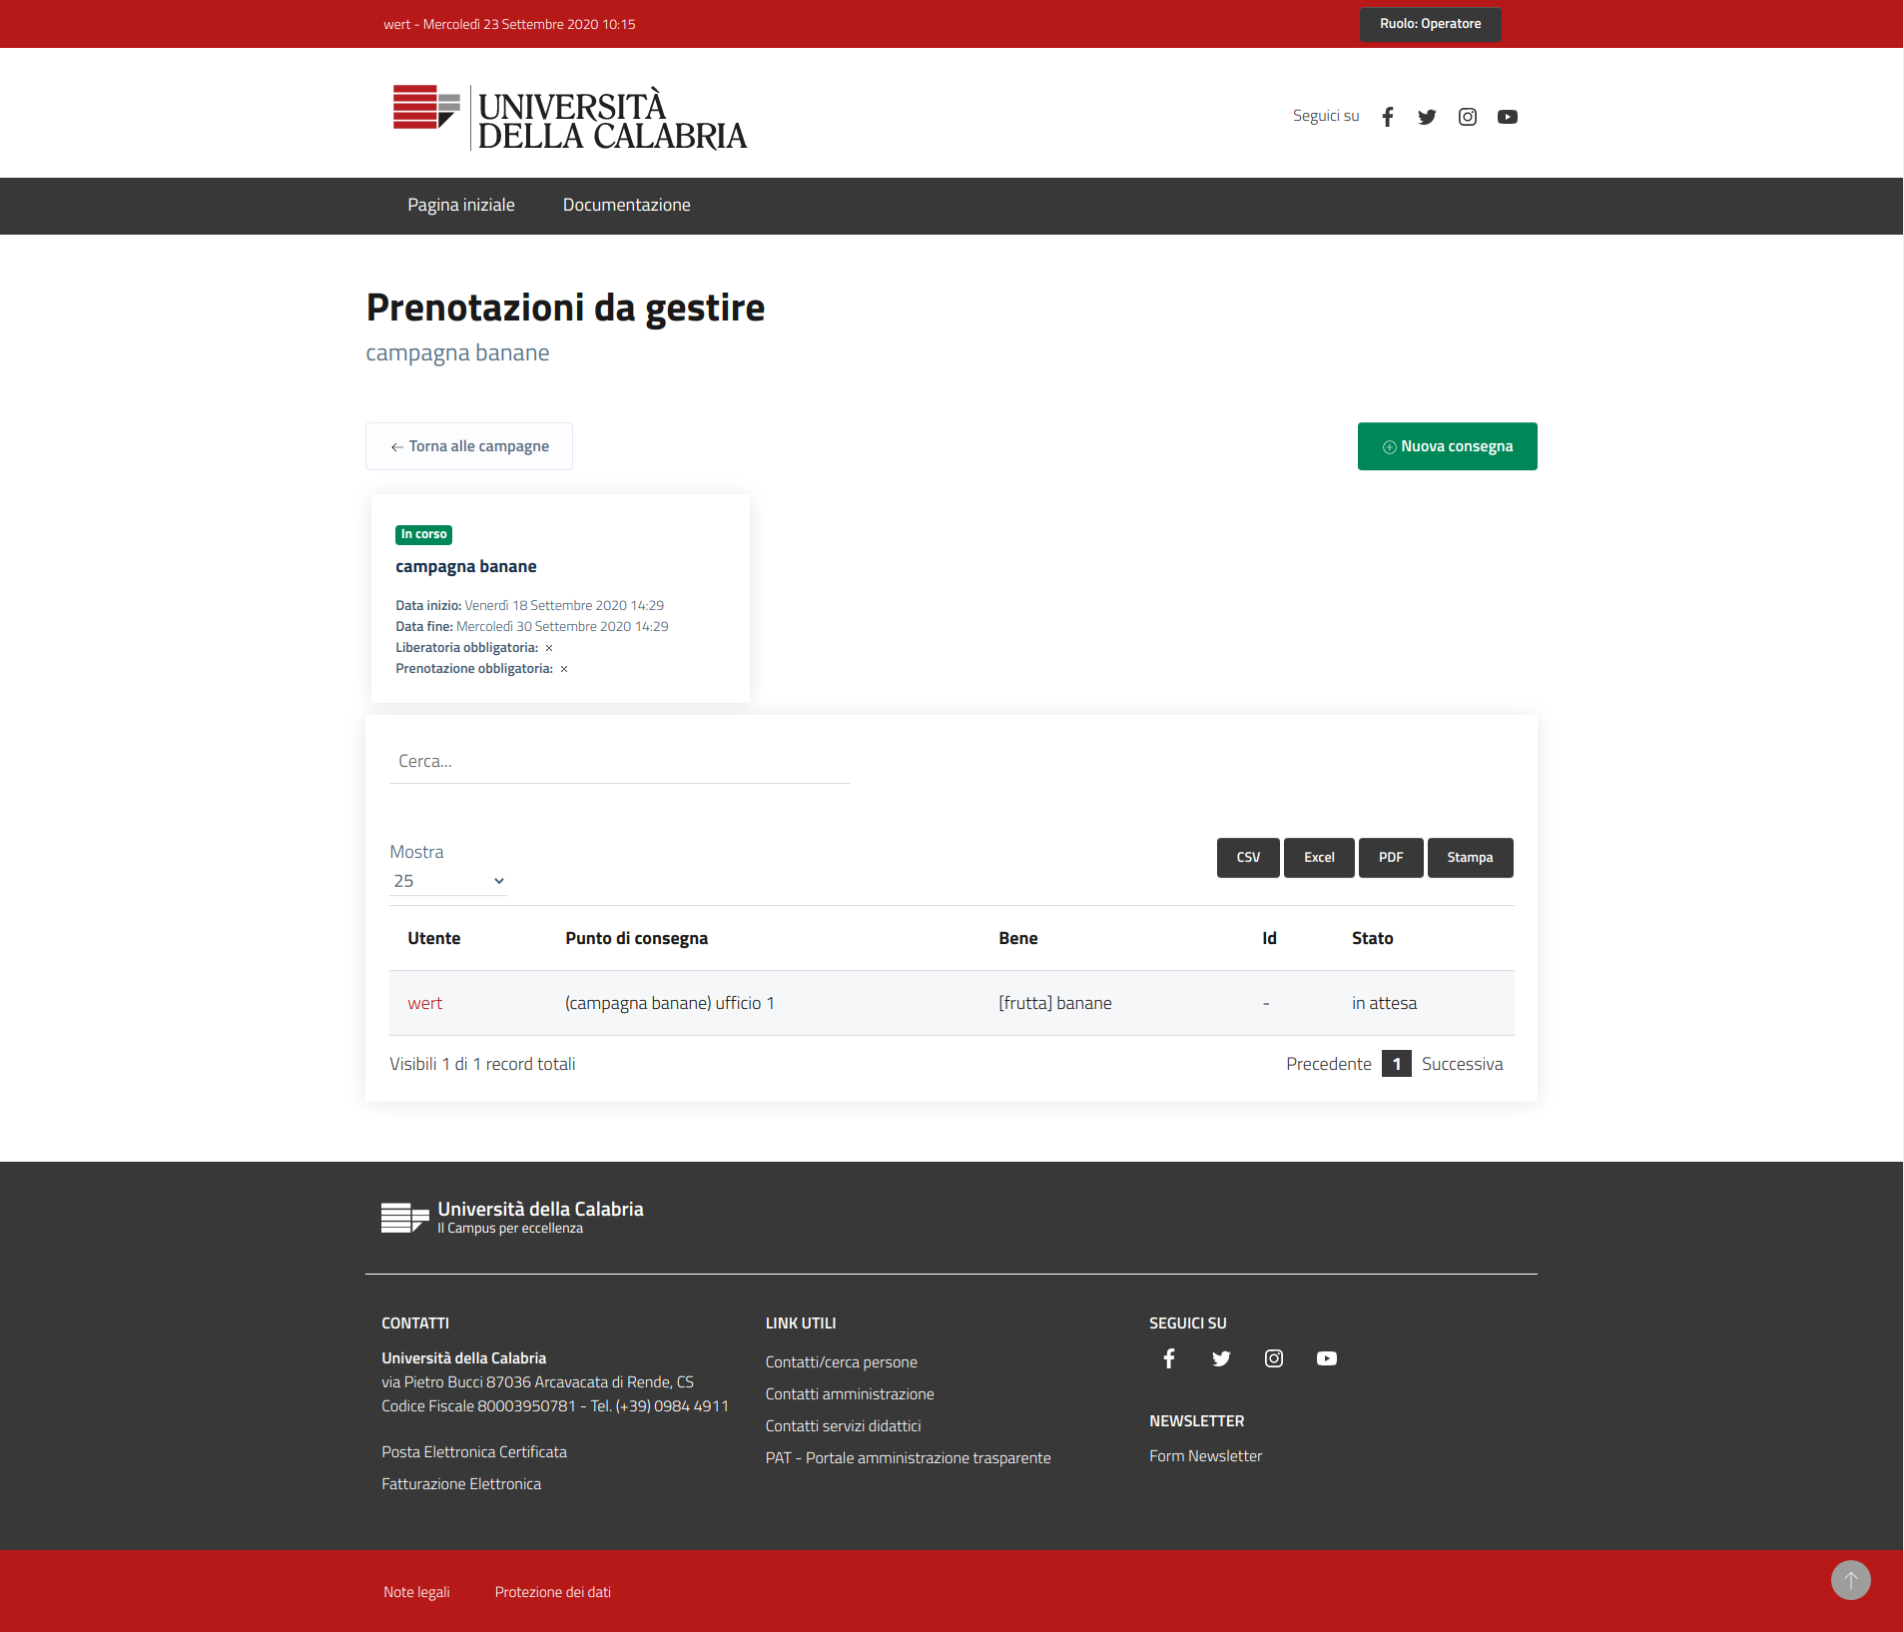 wert - Mercoledì 23 Settembre 2020 10:15
Ruolo: Operatore
UNIVERSITÀ
DELLA CALABRIA
Seguici su
Pagina iniziale
Documentazione
Prenotazioni da gestire
campagna banane
Torna alle campagne
Nuova consegna
In corso
campagna banane
Data inizio: Venerdì 18 Settembre 2020 14:29
Data fine: Mercoledì 30 Settembre 2020 14:29
Liberatoria obbligatoria:
Prenotazione obbligatoria:
Cerca...
Mostra
25
CSV
Excel
PDF
Stampa
Utente Punto di consegna Bene Id Stato
wert (campagna banane) ufficio 1 [frutta] banane - in attesa
Visibili 1 di 1 record totali
Precedente 1 Successiva
Università della Calabria
Il Campus per eccellenza
CONTATTI
Università della Calabria
via Pietro Bucci 87036 Arcavacata di Rende, CS
Codice Fiscale 80003950781 - Tel. (+39) 0984 4911
Posta Elettronica Certificata
Fatturazione Elettronica
LINK UTILI
Contatti/cerca persone
Contatti amministrazione
Contatti servizi didattici
PAT - Portale amministrazione trasparente
SEGUICI SU
NEWSLETTER
Form Newsletter
Note legali
Protezione dei dati